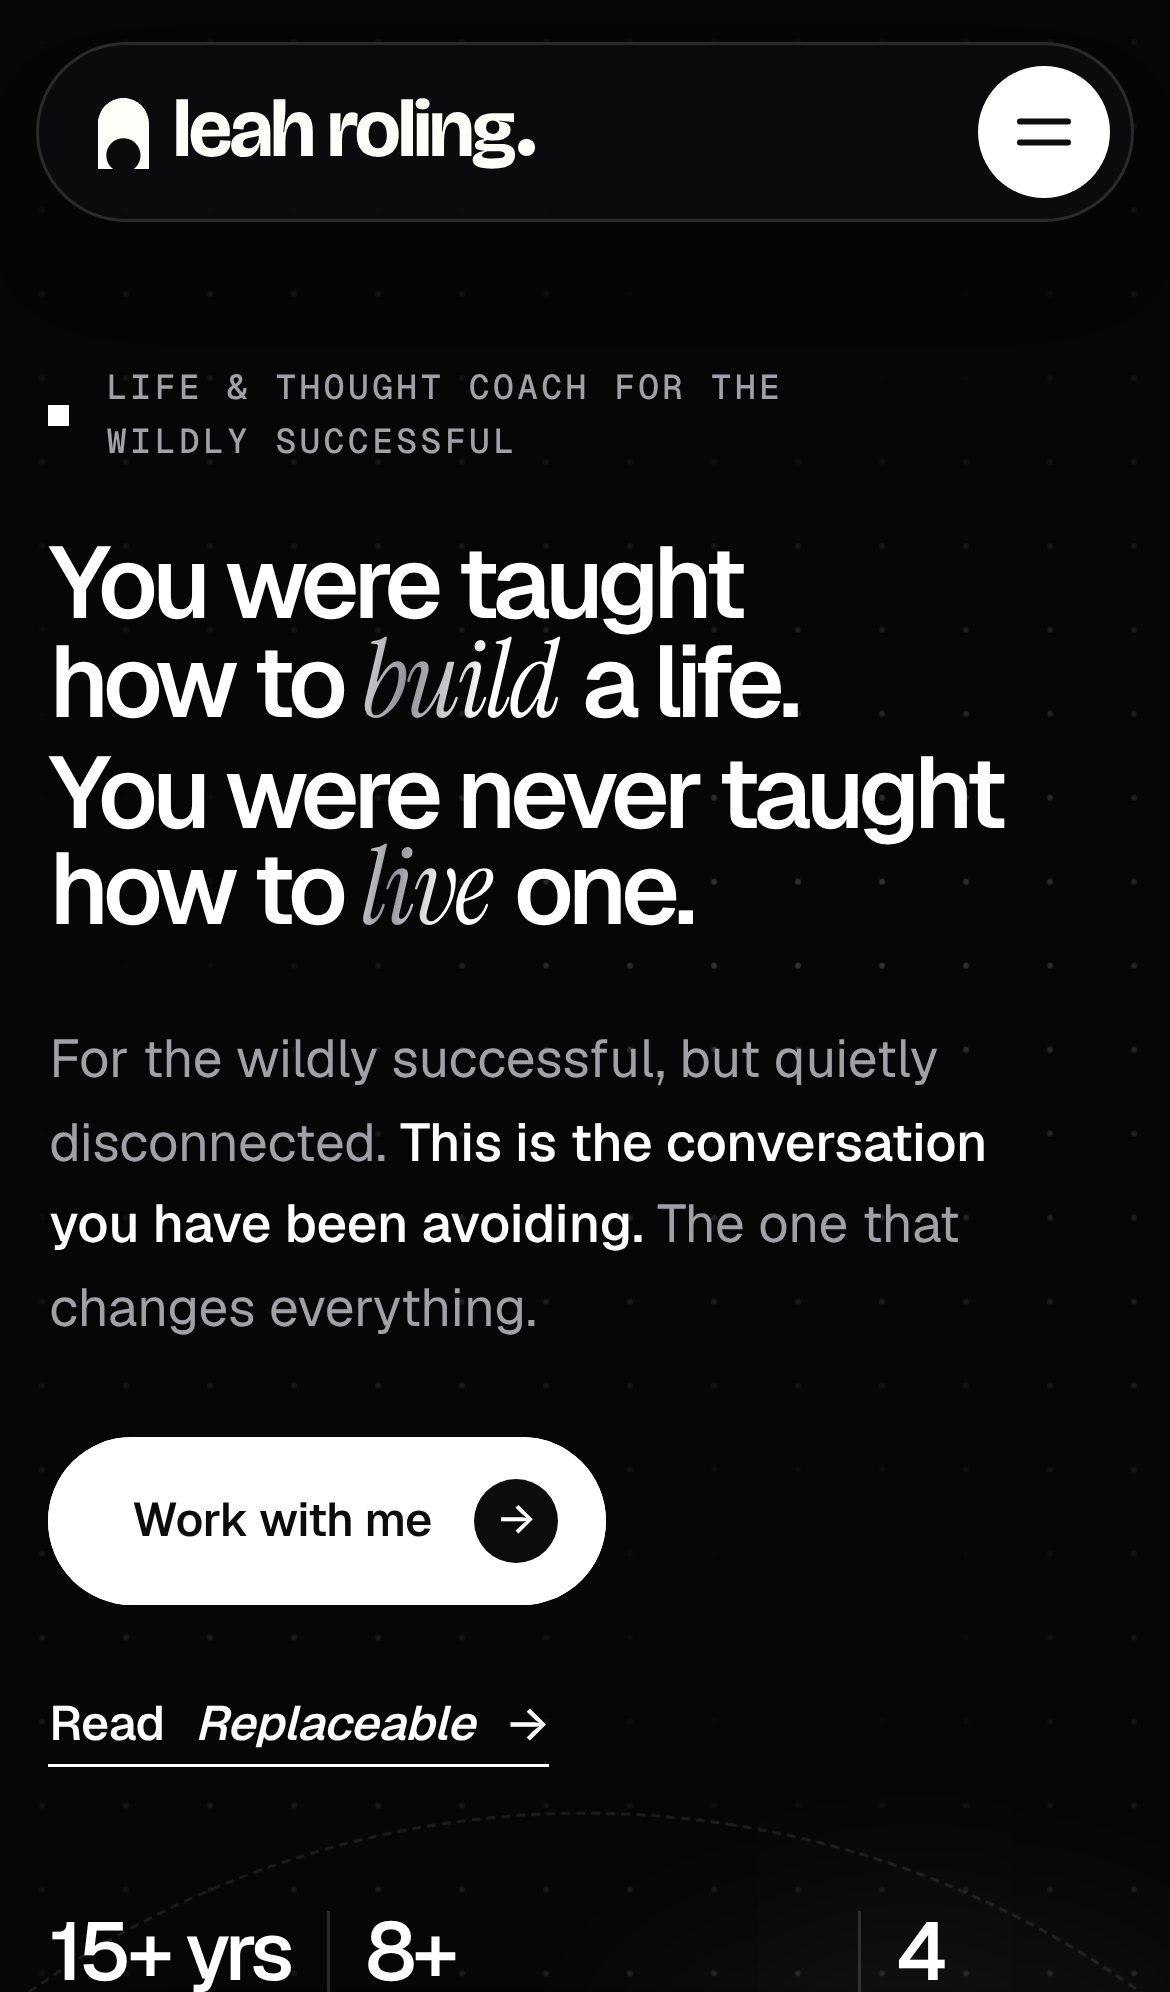 leah roling.
LIFE & THOUGHT COACH FOR THE
WILDLY SUCCESSFUL
You were taught
how to build a life.
You were never taught
how to live one.
For the wildly successful, but quietly
disconnected. This is the conversation
you have been avoiding. The one that
changes everything.
Work with me →
Read Replaceable →
15+ yrs 8+ 4